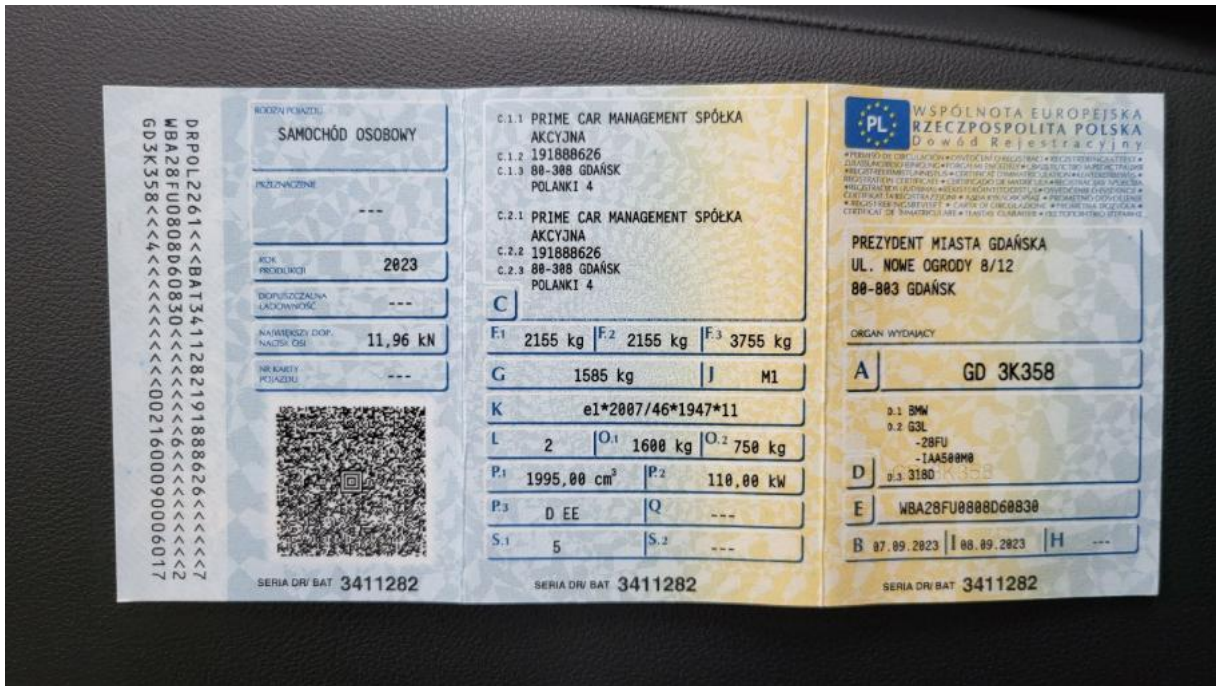 DRPOL2261<<BAT34112821918886​26<<<<<<7
WBA28FU0808D60830<<<<<<<6<<<<<<<2
GD3K358<<<4<<<<<<<<0021600090006017
RODZAJ POJAZDU
SAMOCHÓD OSOBOWY
PRZEZNACZENIE
---
ROK PRODUKCJI 2023
DOPUSZCZALNA ŁADOWNOŚĆ ---
NAJWIĘKSZY DOP. NACISK OSI 11,96 kN
NR KARTY POJAZDU ---
SERIA DR/ BAT 3411282
C.1.1 PRIME CAR MANAGEMENT SPÓŁKA
AKCYJNA
C.1.2 191888626
C.1.3 80-308 GDAŃSK
POLANKI 4
C.2.1 PRIME CAR MANAGEMENT SPÓŁKA
AKCYJNA
C.2.2 191888626
C.2.3 80-308 GDAŃSK
POLANKI 4
C
F.1 2155 kg F.2 2155 kg F.3 3755 kg
G 1585 kg J M1
K e1*2007/46*1947*11
L 2 O.1 1600 kg O.2 750 kg
P.1 1995,00 cm³ P.2 110,00 kW
P.3 D EE Q ---
S.1 5 S.2 ---
SERIA DR/ BAT 3411282
PL
WSPÓLNOTA EUROPEJSKA
RZECZPOSPOLITA POLSKA
Dowód Rejestracyjny
PREZYDENT MIASTA GDAŃSKA
UL. NOWE OGRODY 8/12
80-803 GDAŃSK
ORGAN WYDAJĄCY
A GD 3K358
D.1 BMW
D.2 G3L
-28FU
-IAA500M0
D D.3 318D
E WBA28FU0808D60830
B 07.09.2023 I 08.09.2023 H ---
SERIA DR/ BAT 3411282